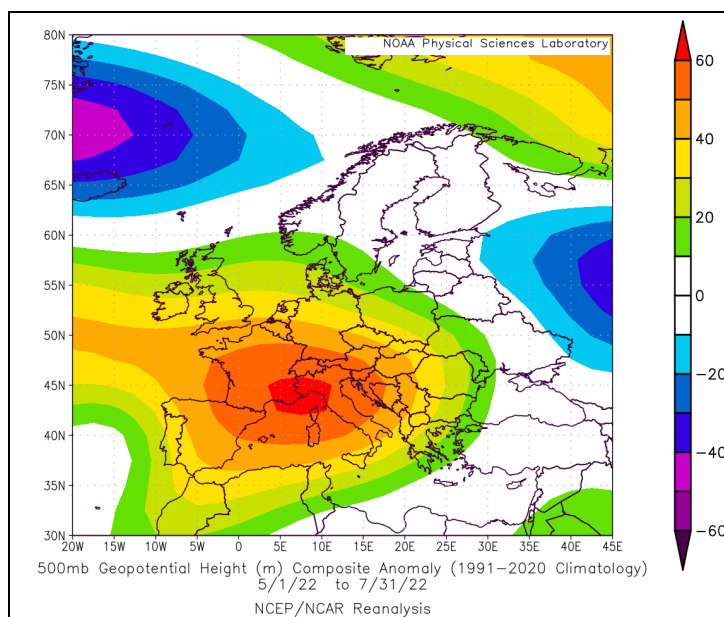 NOAA Physical Sciences Laboratory
80N
75N
70N
65N
60N
55N
50N
45N
40N
35N
30N
20W 15W 10W 5W 0 5E 10E 15E 20E 25E 30E 35E 40E 45E
60
40
20
0
−20
−40
−60
500mb Geopotential Height (m) Composite Anomaly (1991−2020 Climatology)
5/1/22 to 7/31/22
NCEP/NCAR Reanalysis